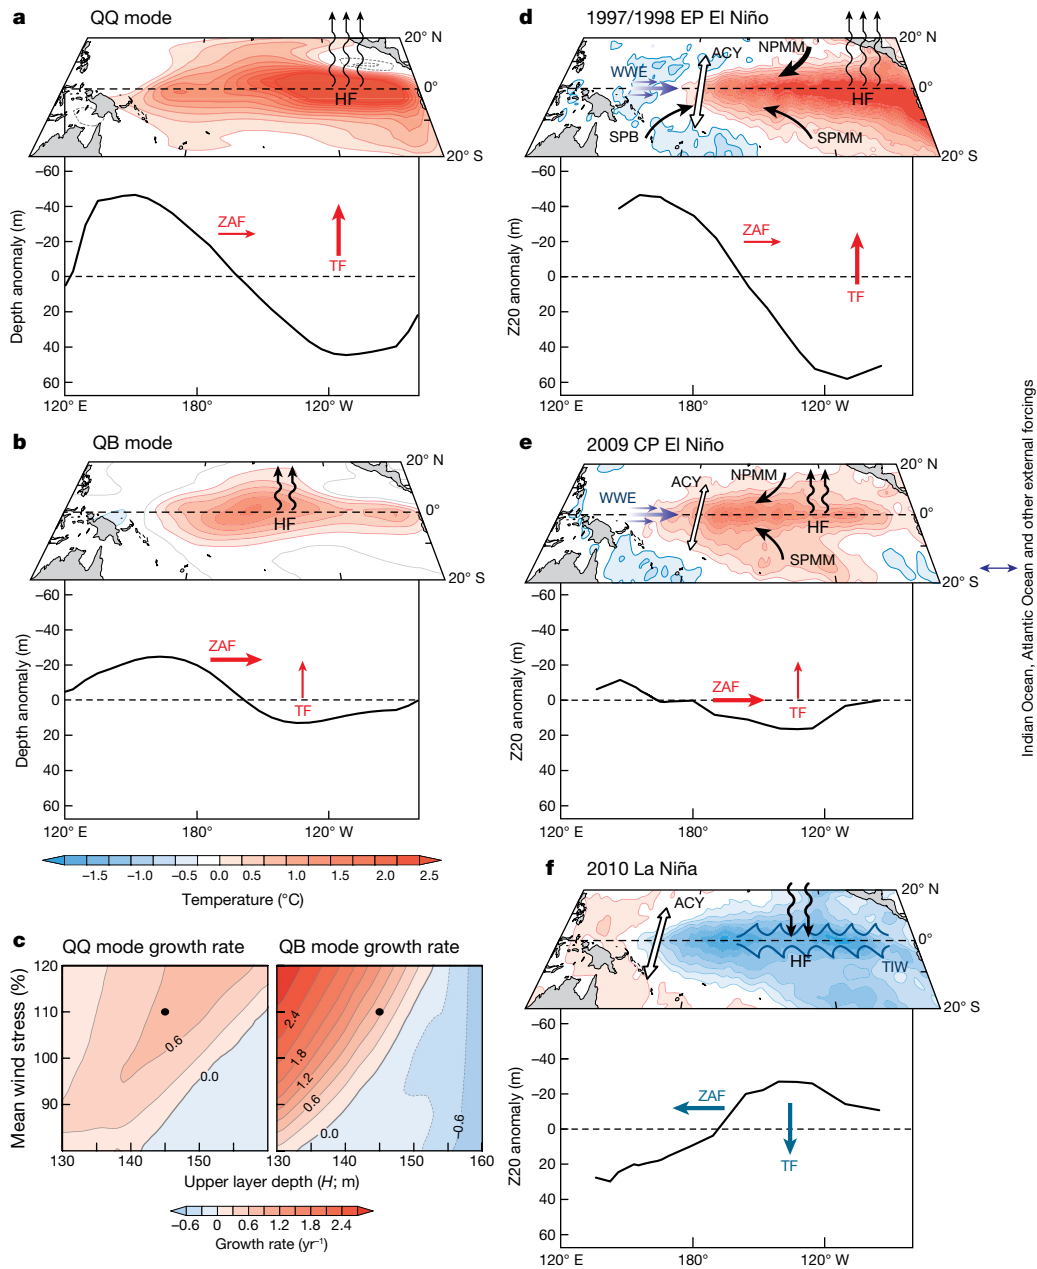 a
QQ mode
20° N
HF
0°
20° S
−60
−40
−20
0
20
40
60
Depth anomaly (m)
ZAF
TF
120° E
180°
120° W
b
QB mode
20° N
HF
0°
20° S
−60
−40
−20
0
20
40
60
Depth anomaly (m)
ZAF
TF
120° E
180°
120° W
−1.5
−1.0
−0.5
0.0
0.5
1.0
1.5
2.0
2.5
Temperature (°C)
c
QQ mode growth rate
QB mode growth rate
Mean wind stress (%)
120
110
100
90
0.6
0.0
2.4
1.8
1.2
0.6
0.0
−0.6
130
140
150
130
140
150
160
Upper layer depth (H; m)
−0.6
0
0.6
1.2
1.8
2.4
Growth rate (yr⁻¹)
d
1997/1998 EP El Niño
20° N
WWE
ACY
NPMM
HF
0°
SPB
SPMM
20° S
−60
−40
−20
0
20
40
60
Z20 anomaly (m)
ZAF
TF
120° E
180°
120° W
e
2009 CP El Niño
20° N
WWE
ACY
NPMM
HF
0°
SPMM
20° S
−60
−40
−20
0
20
40
60
Z20 anomaly (m)
ZAF
TF
120° E
180°
120° W
f
2010 La Niña
20° N
ACY
HF
0°
TIW
20° S
−60
−40
−20
0
20
40
60
Z20 anomaly (m)
ZAF
TF
120° E
180°
120° W
Indian Ocean, Atlantic Ocean and other external forcings